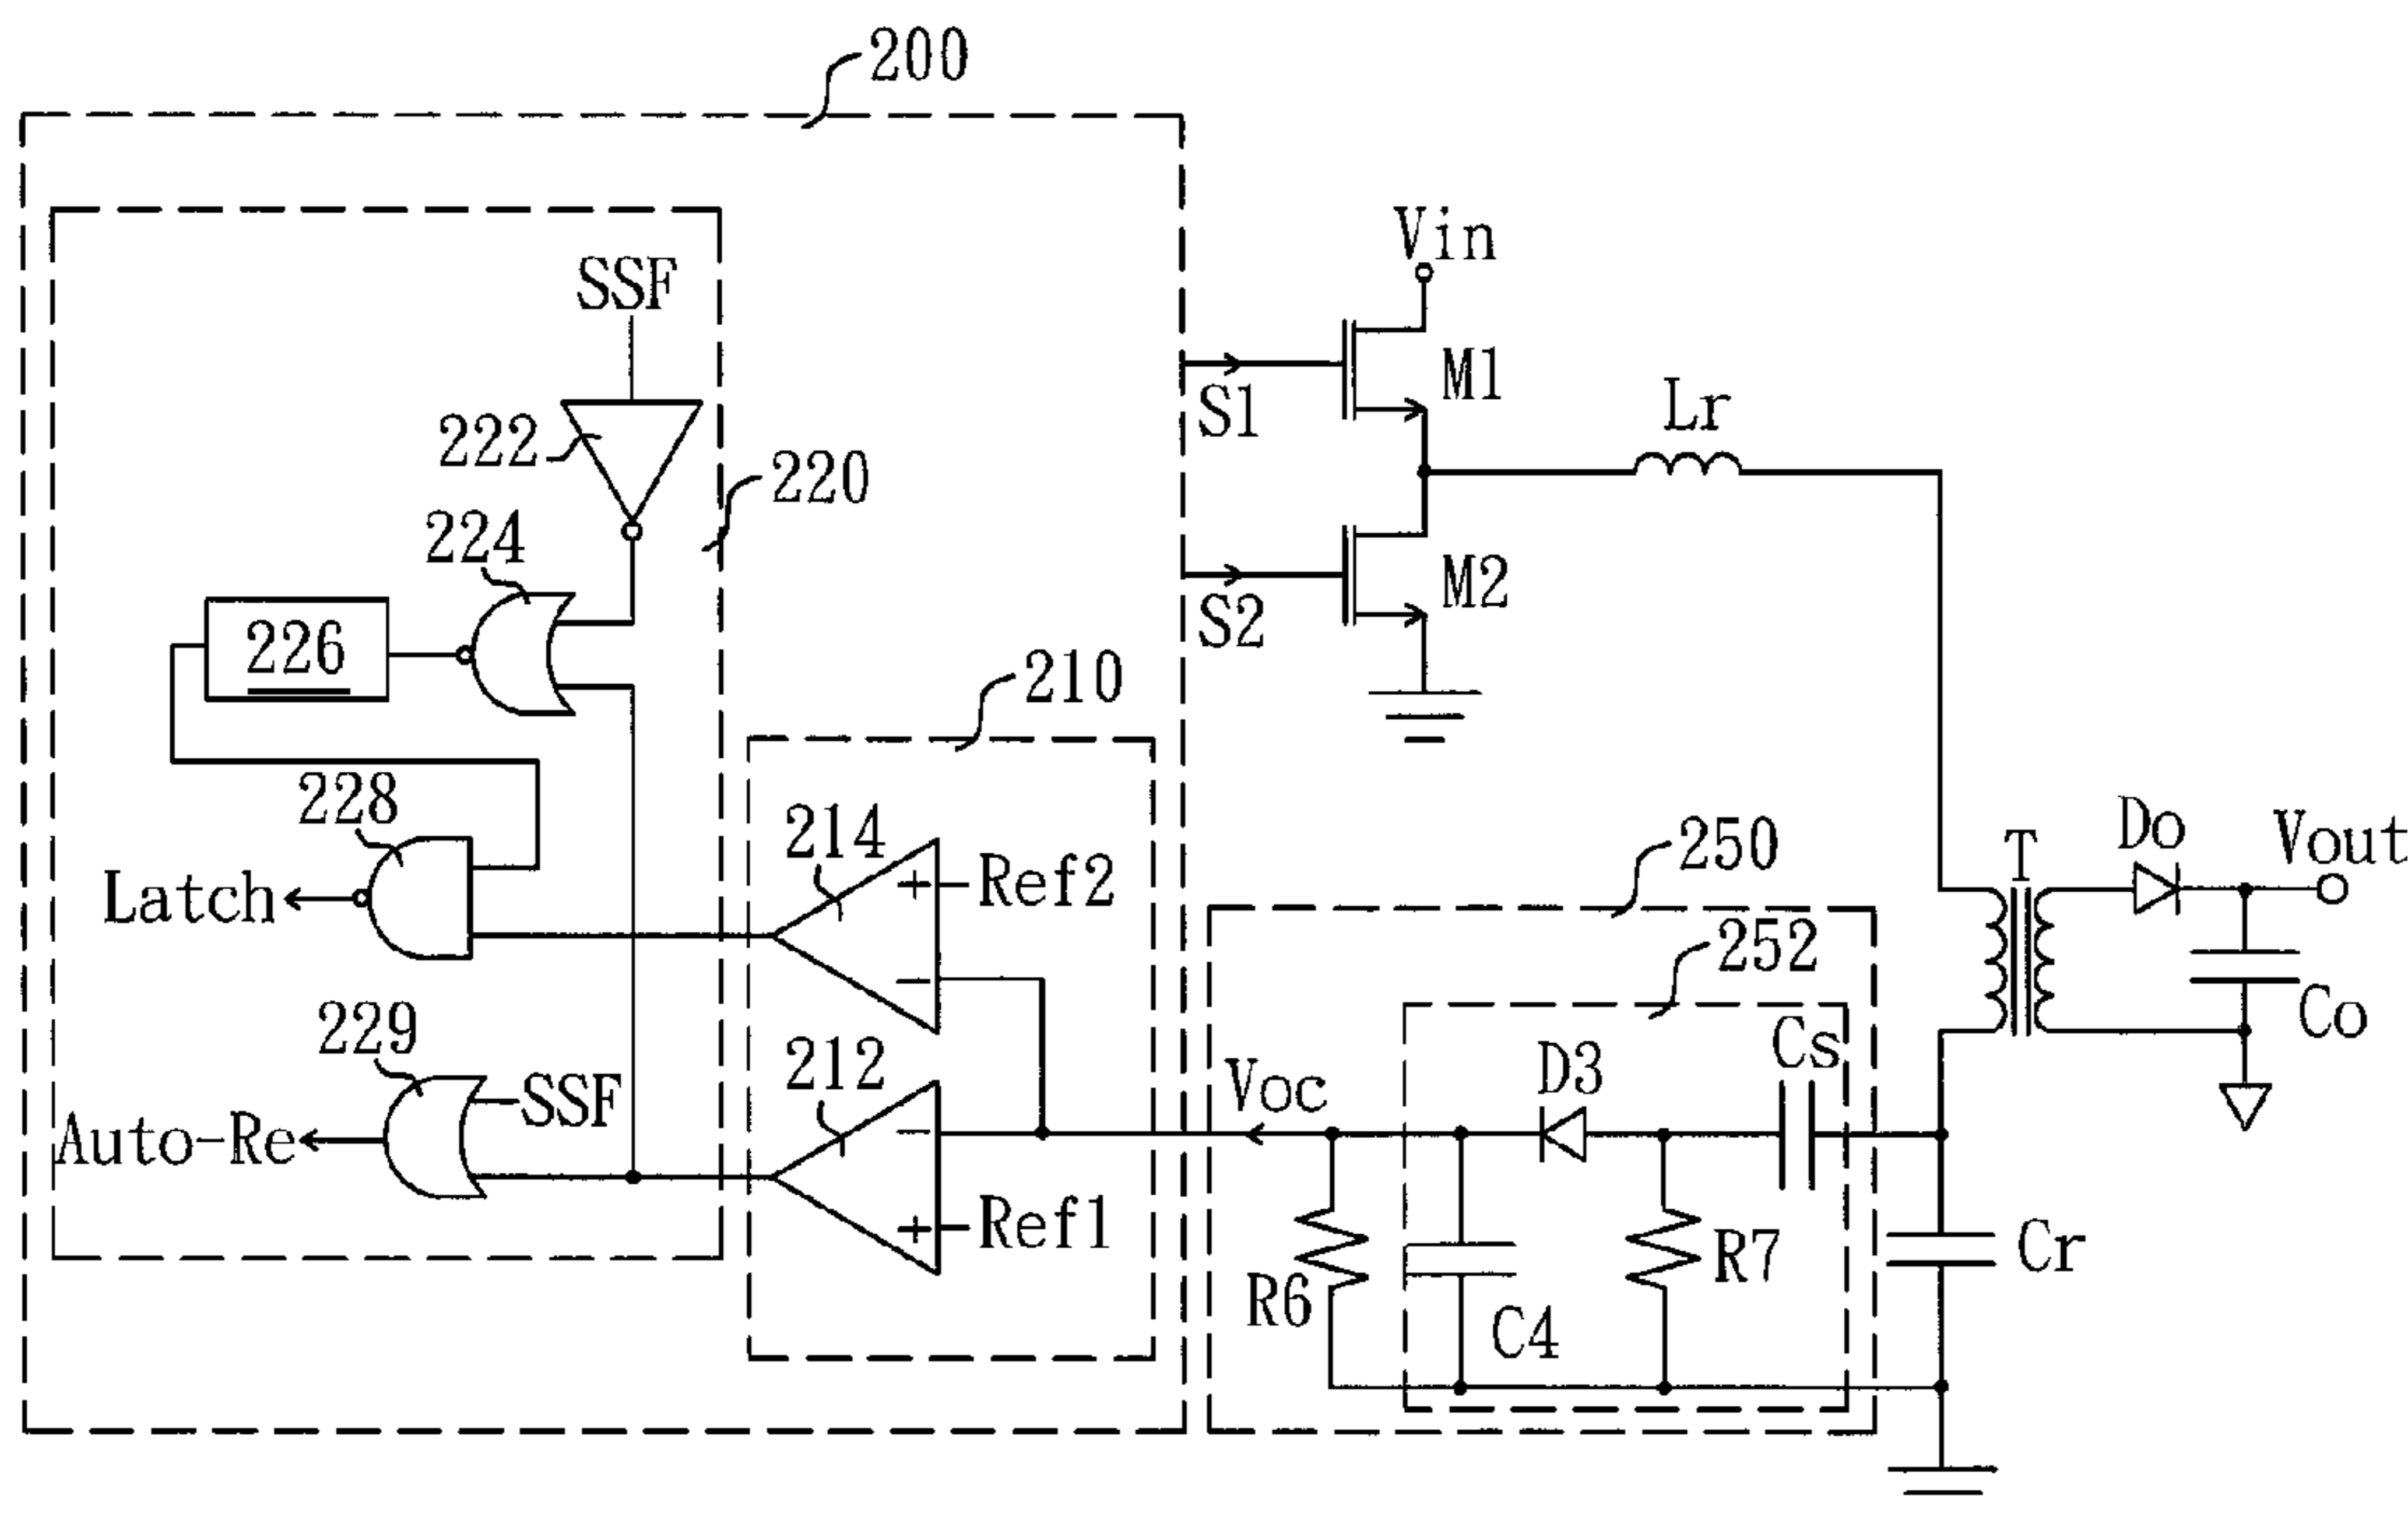 200
Vin
SSF
M1
S1
Lr
222
220
224
M2
S2
226
210
228
214
Ref2
Latch
250
252
T
Do
Vout
Co
229
SSF
212
Voc
D3
Cs
Auto-Re
Ref1
R6
C4
R7
Cr